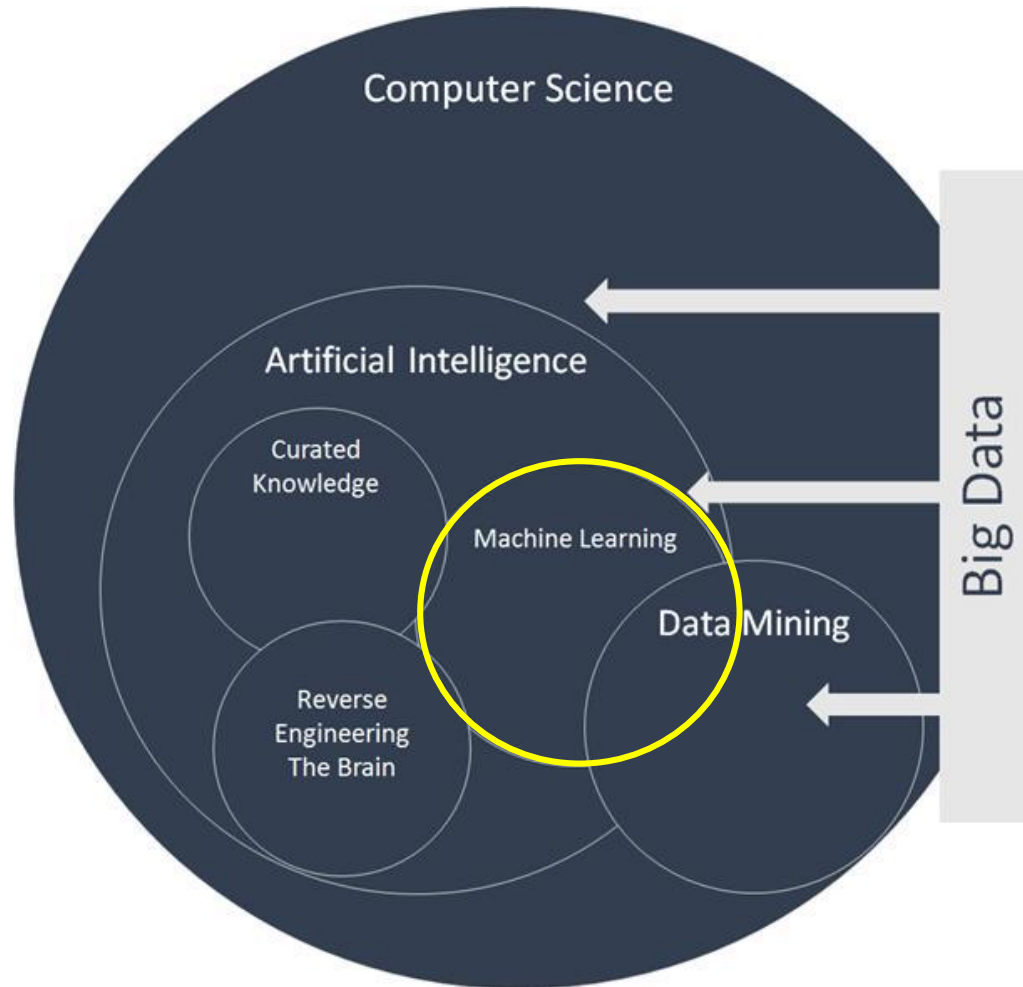 Computer Science
Artificial Intelligence
Curated
Knowledge
Machine Learning
Data Mining
Reverse
Engineering
The Brain
Big Data